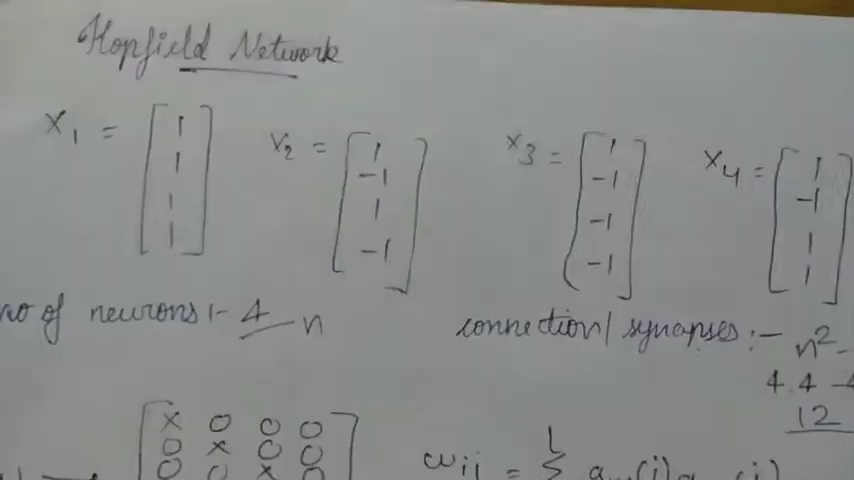 Hopfield Network
X1 = [1 1 1 1] X2 = [1 -1 1 -1] X3 = [1 -1 -1 -1] X4 = [1 -1 1 1]
no of neurons :- 4 n connection/ synapses :- n² -
4 . 4 - 4
12
[x 0 0 0
0 x 0 0
0 0 x 0
wij = Σ a (i) a (j)